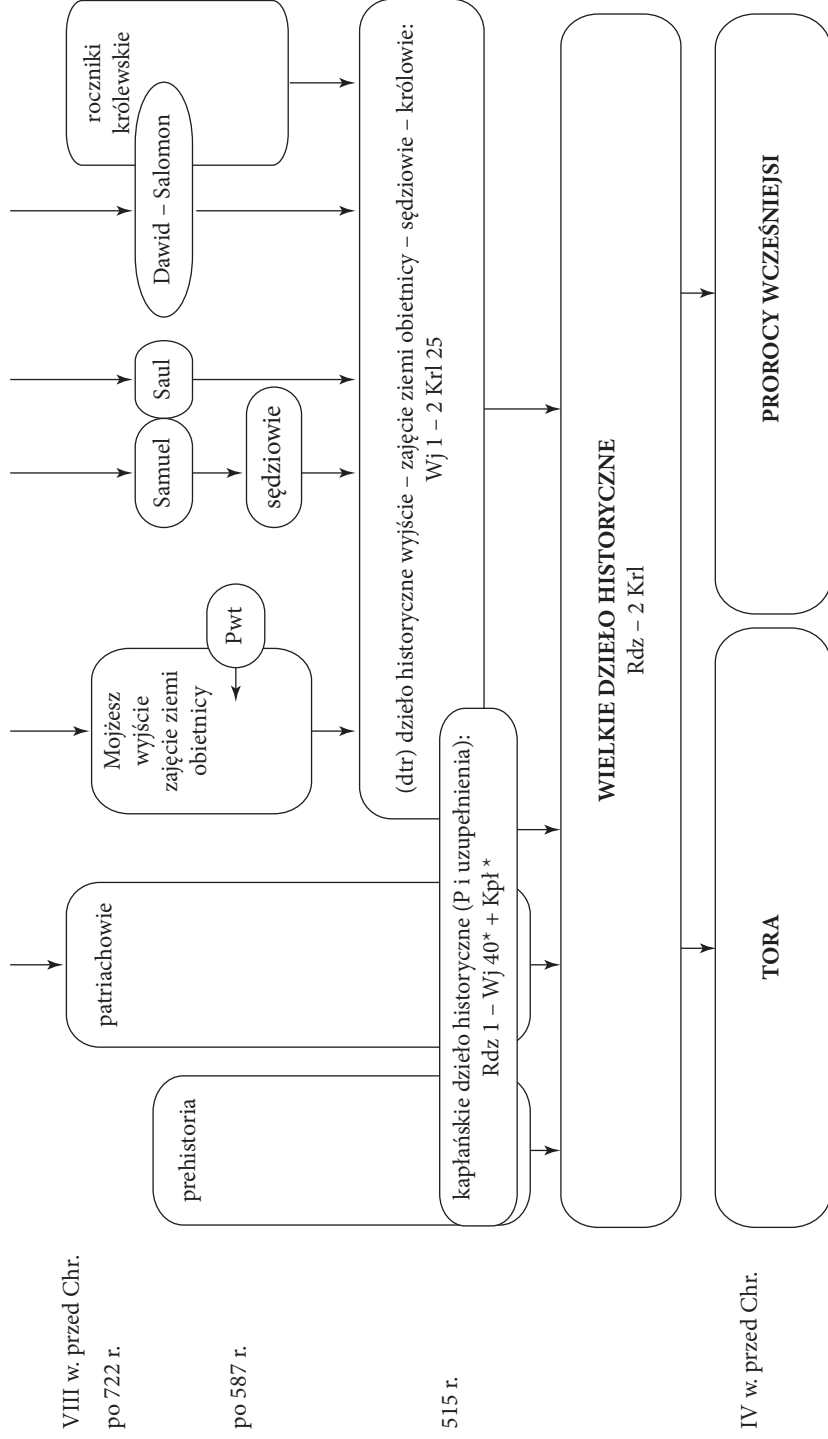 VIII w. przed Chr.
po 722 r.
po 587 r.
515 r.
IV w. przed Chr.
prehistoria
patriachowie
Mojżesz
wyjście
zajęcie ziemi
obietnicy
Pwt
Samuel
Saul
sędziowie
Dawid – Salomon
roczniki
królewskie
(dtr) dzieło historyczne wyjście – zajęcie ziemi obietnicy – sędziowie – królowie:
Wj 1 – 2 Krl 25
kapłańskie dzieło historyczne (P i uzupełnienia):
Rdz 1 – Wj 40* + Kpł*
WIELKIE DZIEŁO HISTORYCZNE
Rdz – 2 Krl
TORA
PROROCY WCZEŚNIEJSI